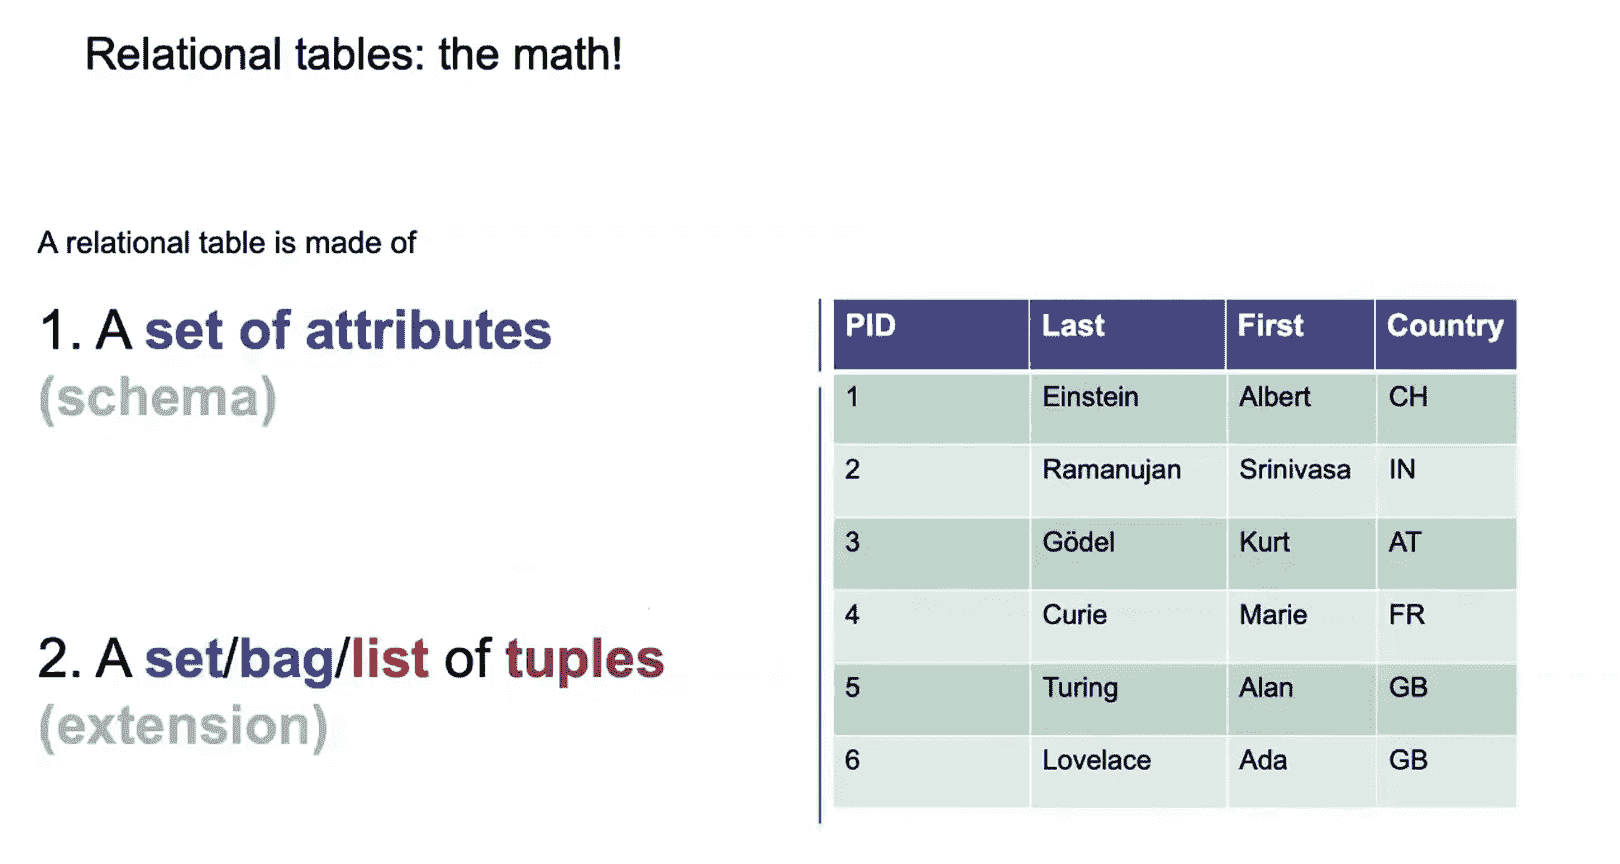 Relational tables: the math!
A relational table is made of
1. A set of attributes
(schema)
2. A set/bag/list of tuples
(extension)
PID Last First Country
1 Einstein Albert CH
2 Ramanujan Srinivasa IN
3 Gödel Kurt AT
4 Curie Marie FR
5 Turing Alan GB
6 Lovelace Ada GB